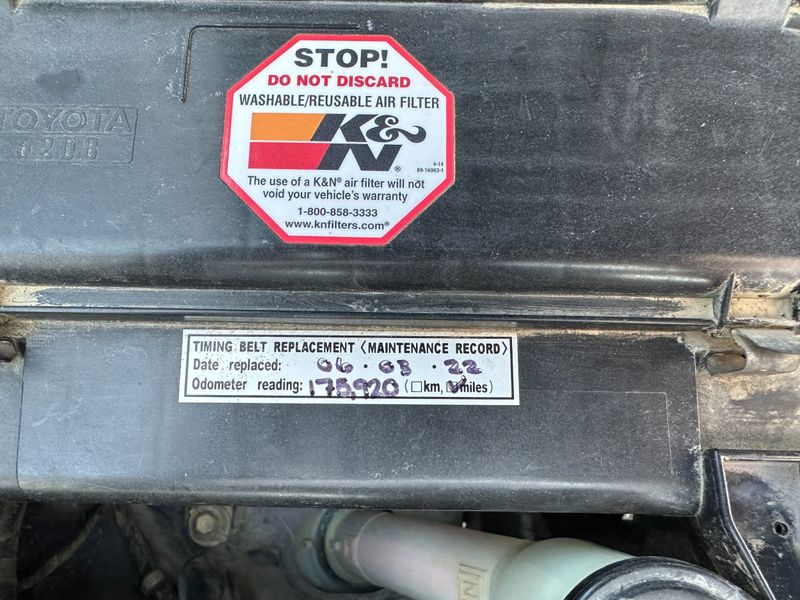 STOP!
DO NOT DISCARD
WASHABLE/REUSABLE AIR FILTER
K&N®
4-14
89-16063-1
The use of a K&N® air filter will not
void your vehicle's warranty
1-800-858-3333
www.knfilters.com®
TOYOTA
6208
TIMING BELT REPLACEMENT 〈MAINTENANCE RECORD〉
Date replaced: 06 . 03 . 22
Odometer reading: 175,920 (☐km, ☑miles)